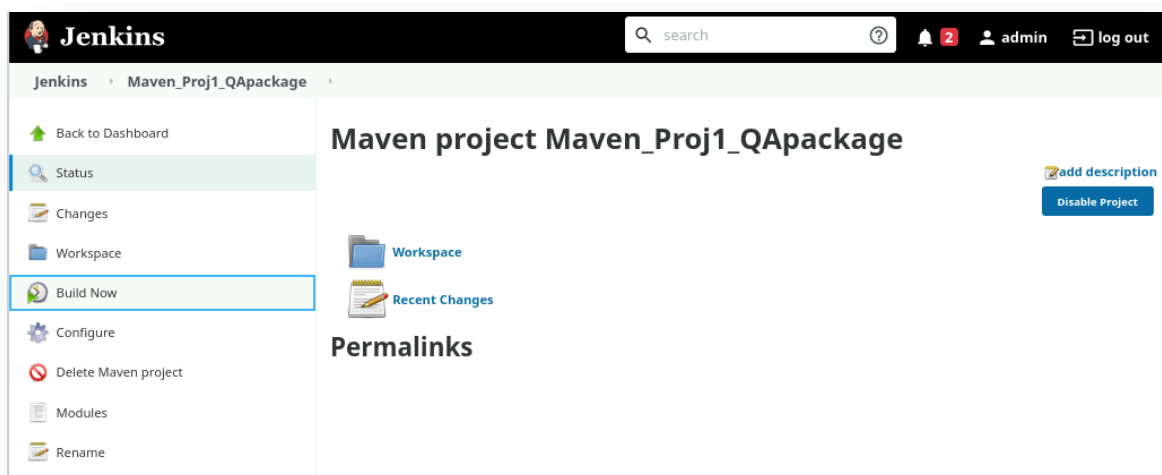 Jenkins
search
2
admin
log out
Jenkins
Maven_Proj1_QApackage
Back to Dashboard
Status
Changes
Workspace
Build Now
Configure
Delete Maven project
Modules
Rename
Maven project Maven_Proj1_QApackage
add description
Disable Project
Workspace
Recent Changes
Permalinks